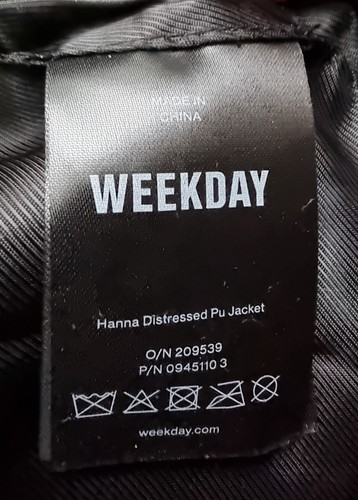 MADE IN
CHINA
WEEKDAY
Hanna Distressed Pu Jacket
O/N 209539
P/N 0945110 3
weekday.com